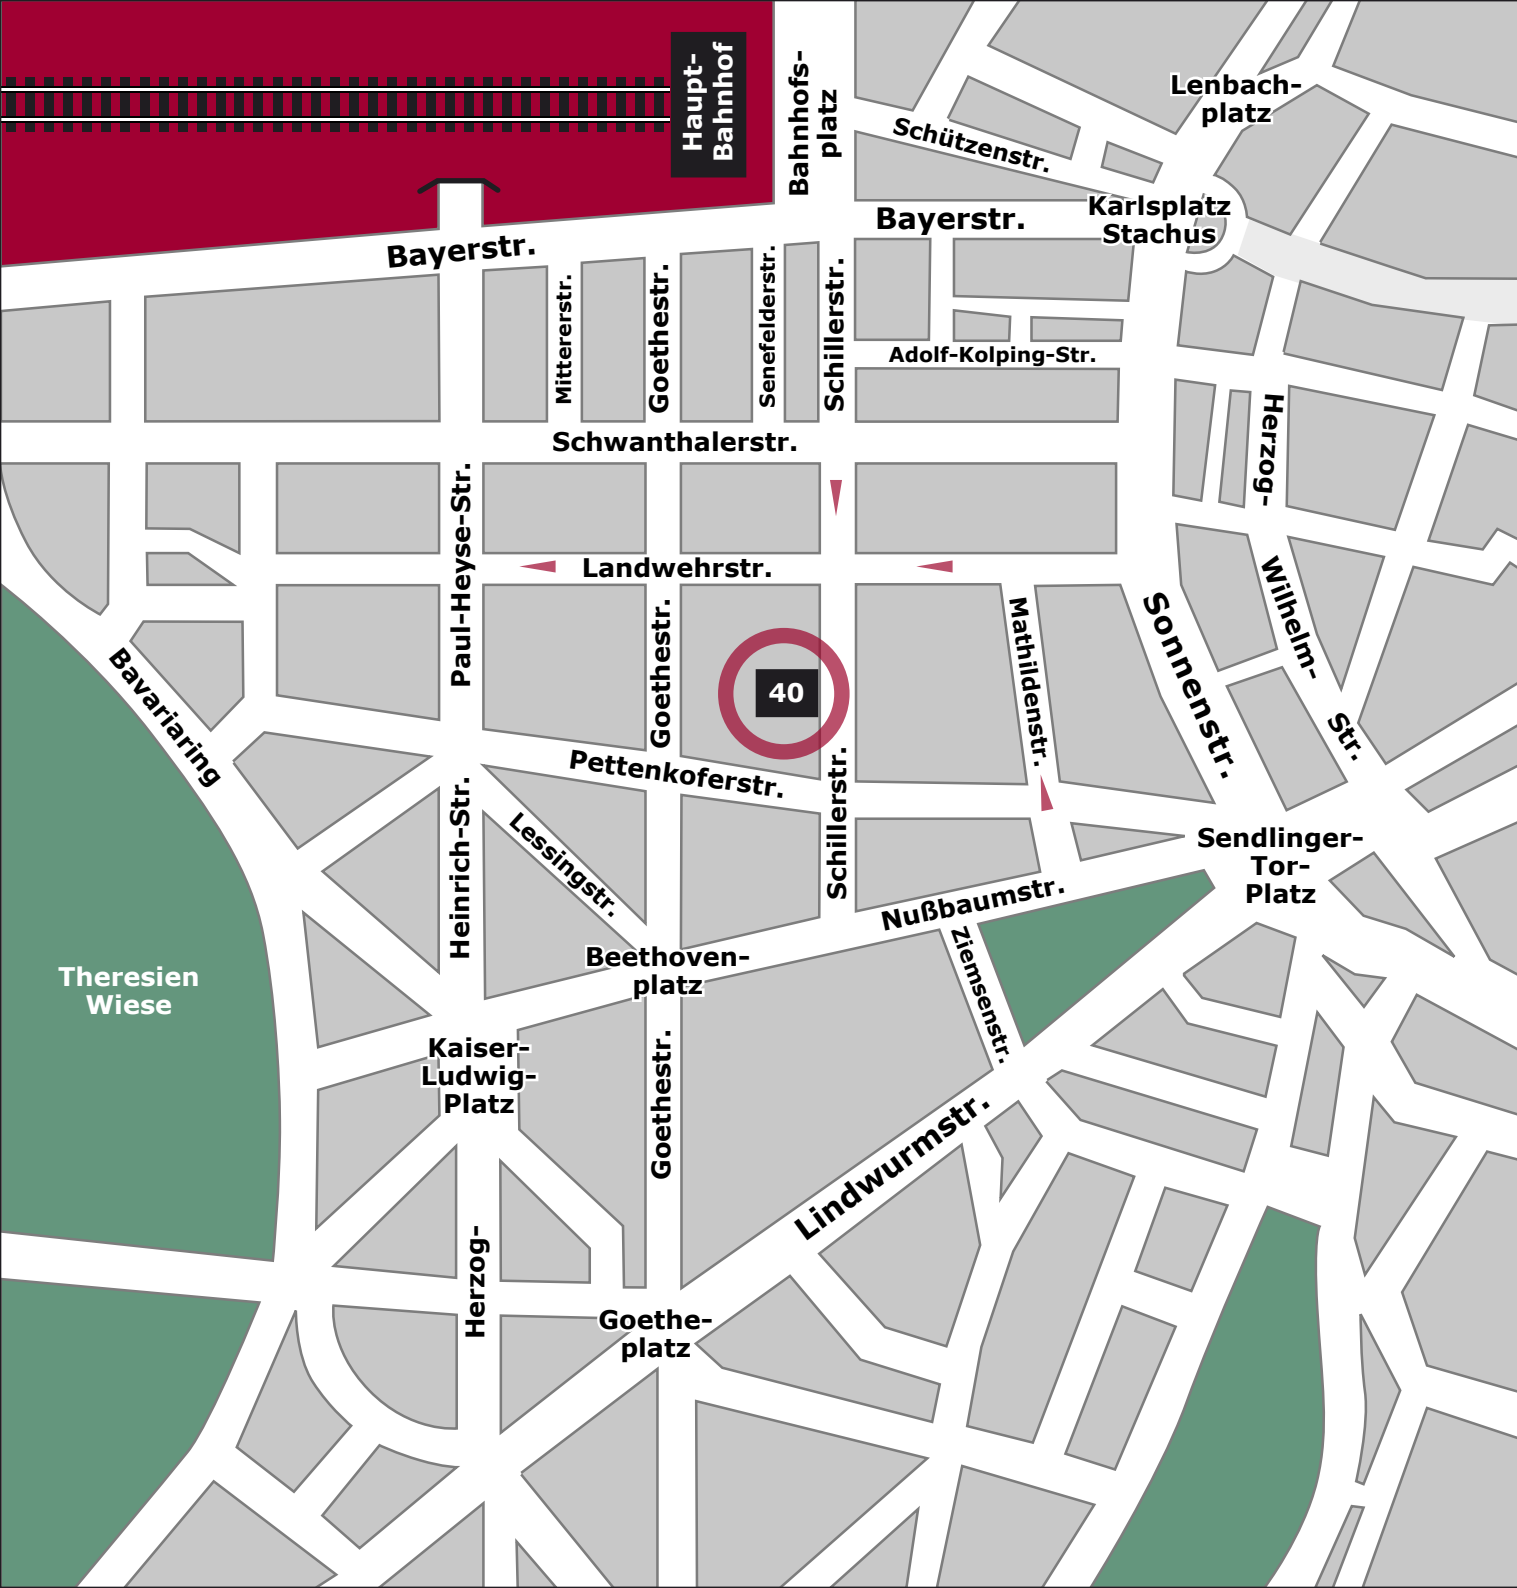 Haupt-
Bahnhof
Bahnhofs-
platz
Lenbach-
platz
Schützenstr.
Karlsplatz
Stachus
Bayerstr.
Bayerstr.
Mittererstr.
Goethestr.
Senefelderstr.
Schillerstr.
Adolf-Kolping-Str.
Herzog-
Schwanthalerstr.
Paul-Heyse-Str.
Landwehrstr.
Wilhelm-
Str.
Sonnenstr.
Mathildenstr.
Goethestr.
40
Bavariaring
Pettenkoferstr.
Schillerstr.
Heinrich-Str.
Lessingstr.
Sendlinger-
Tor-
Platz
Nußbaumstr.
Ziemsenstr.
Beethoven-
platz
Theresien
Wiese
Kaiser-
Ludwig-
Platz
Goethestr.
Lindwurmstr.
Herzog-
Goethe-
platz